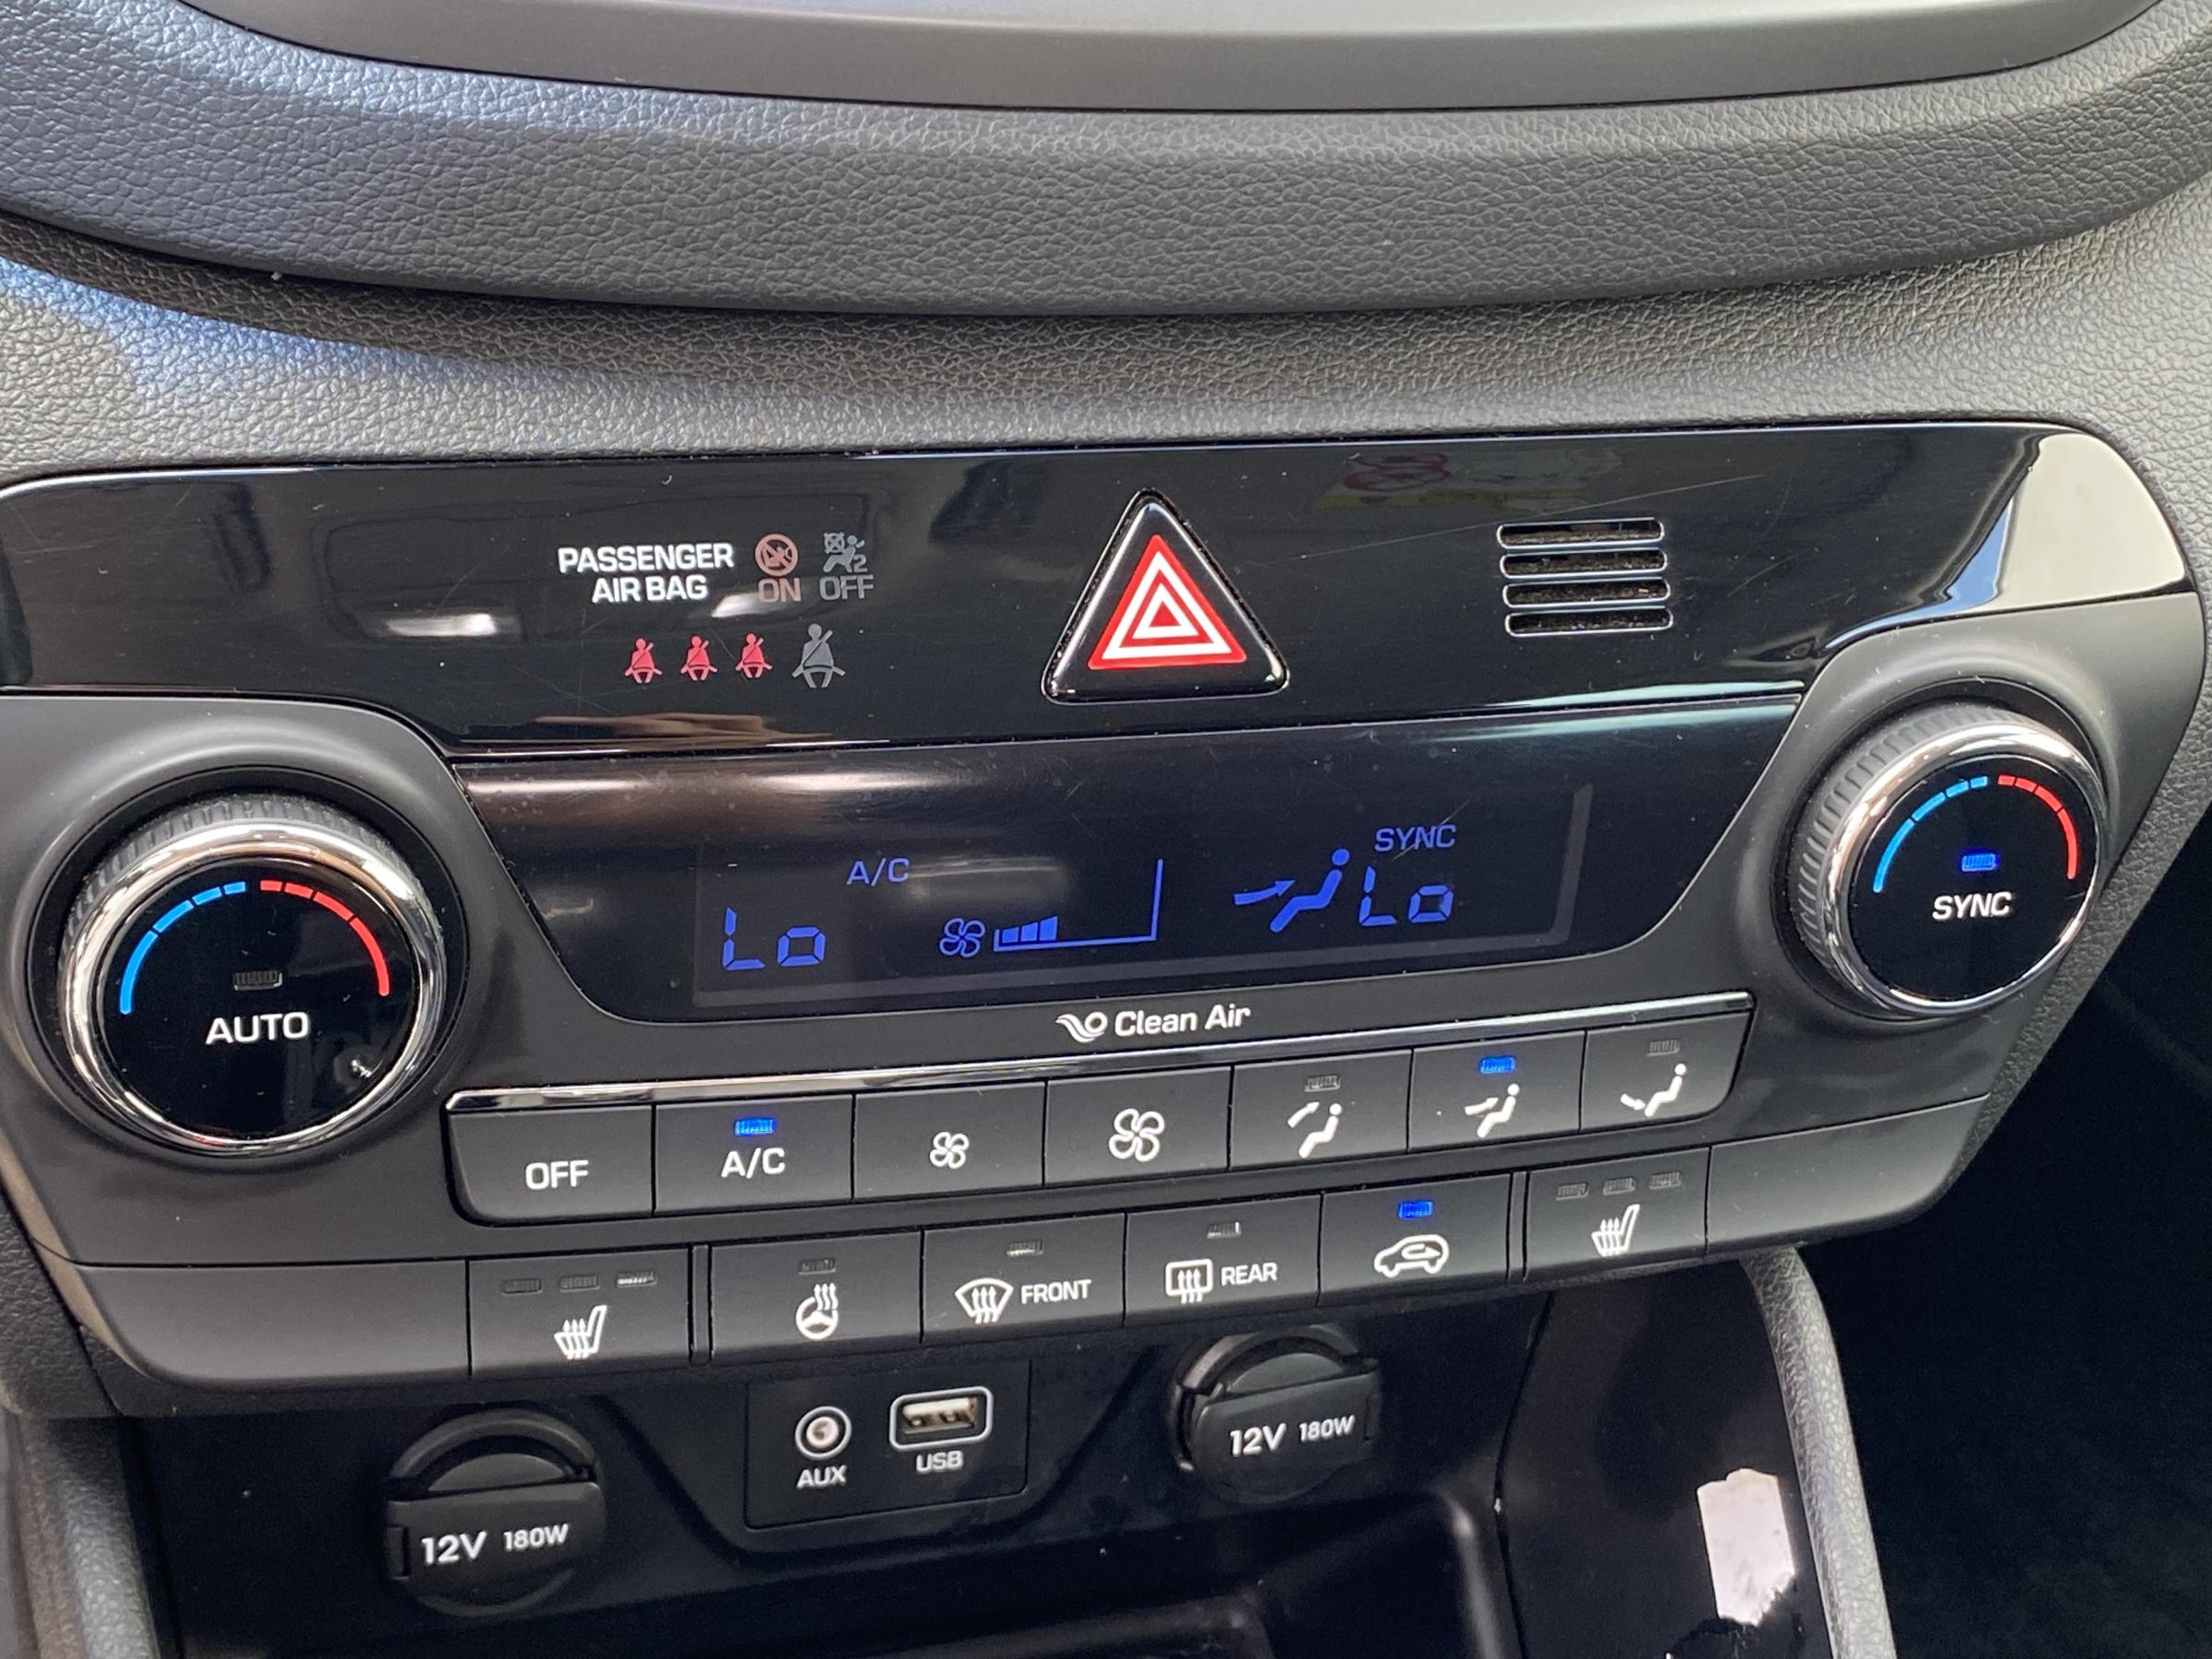 PASSENGER
AIR BAG
ON OFF
2
A/C
SYNC
Lo
Lo
AUTO
SYNC
Clean Air
OFF
A/C
FRONT
REAR
AUX
USB
12V 180W
12V 180W